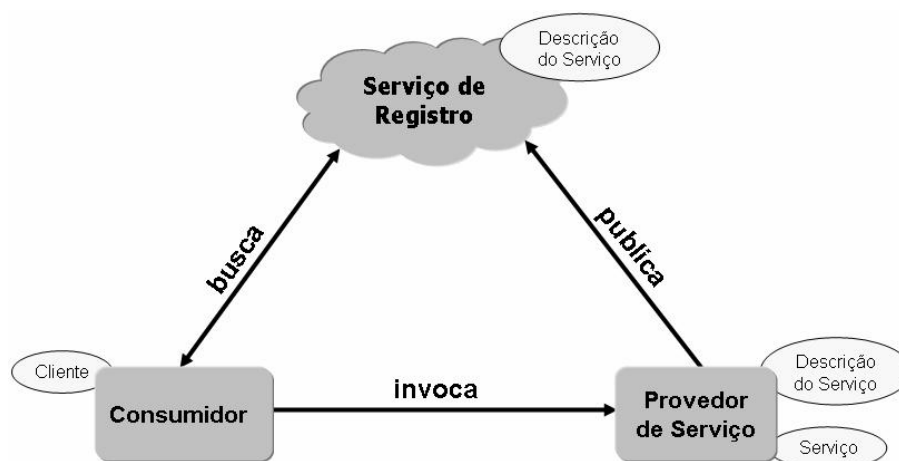 Descrição
do Serviço
Serviço de
Registro
busca
publica
Cliente
Consumidor
invoca
Provedor
de Serviço
Descrição
do Serviço
Serviço